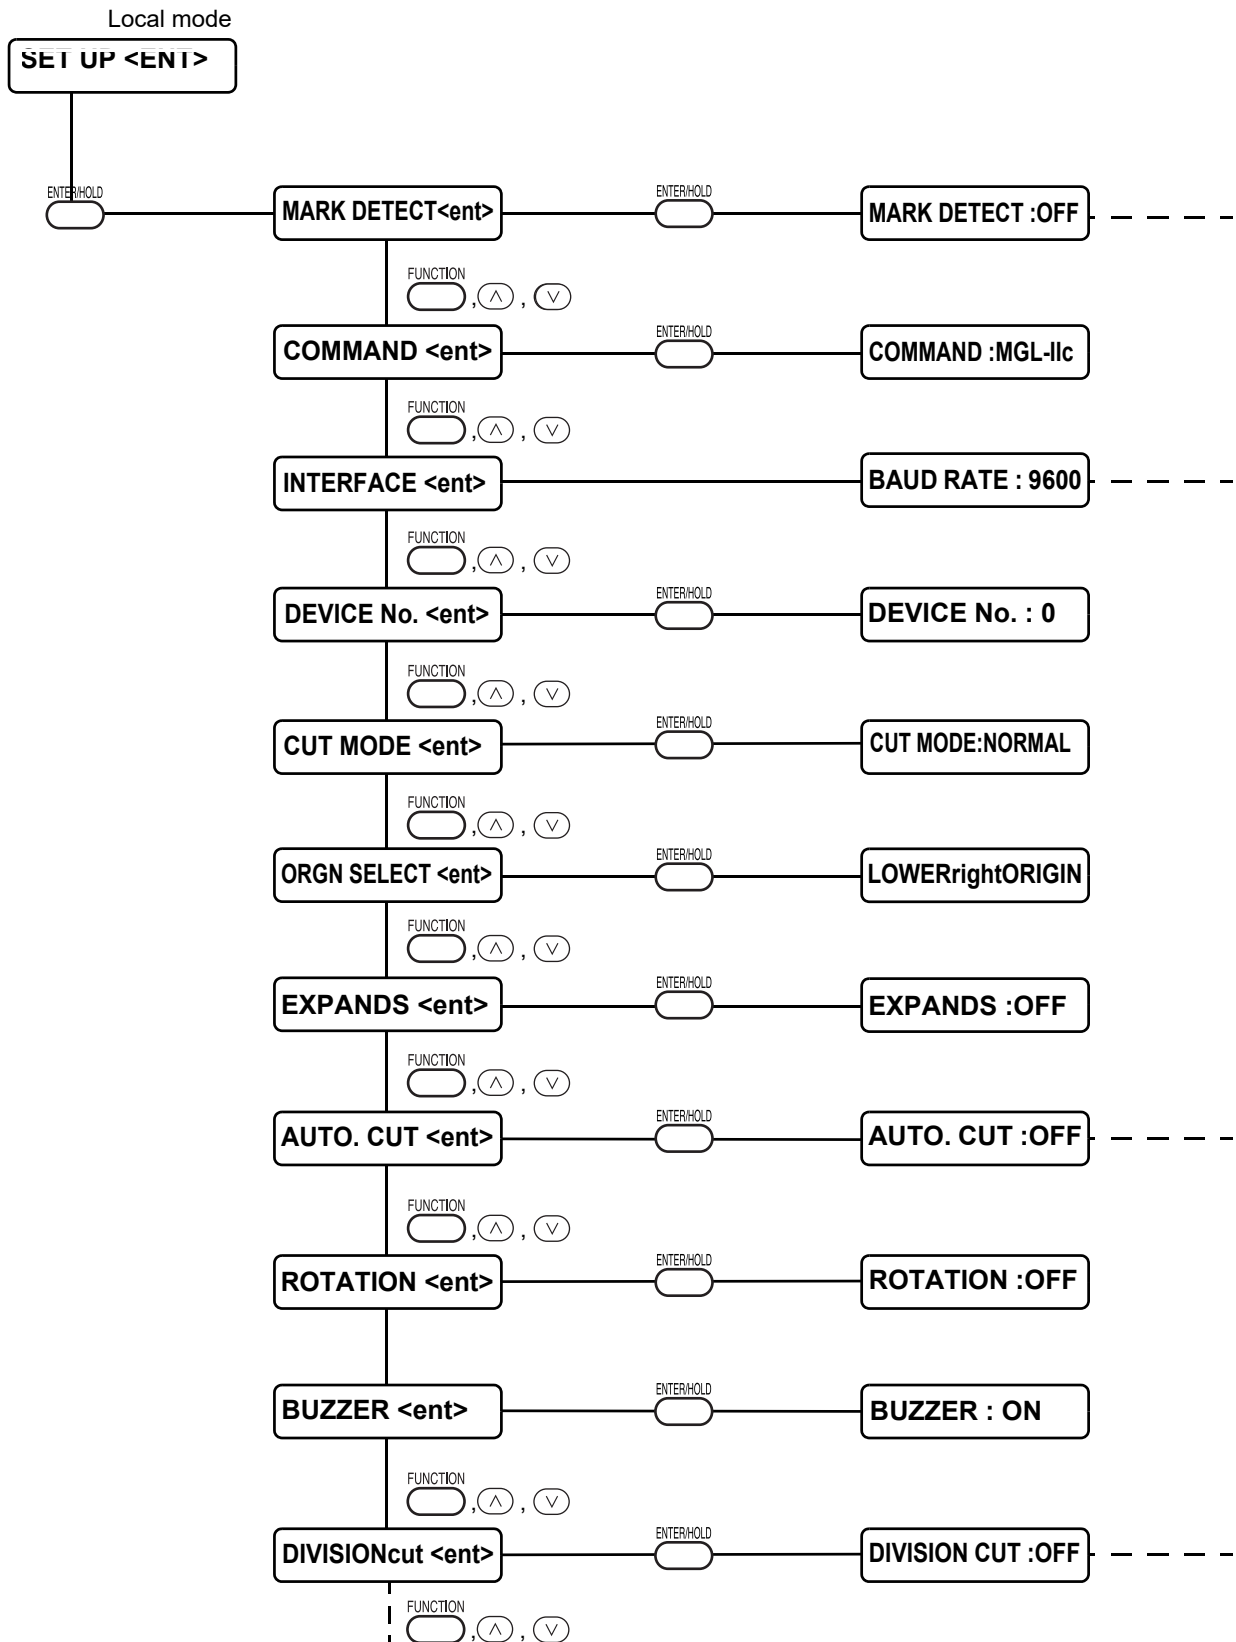 Local mode
SET UP <ENT>
ENTER/HOLD
MARK DETECT<ent>
ENTER/HOLD
MARK DETECT :OFF
FUNCTION
, ,
COMMAND <ent>
ENTER/HOLD
COMMAND :MGL-IIc
FUNCTION
, ,
INTERFACE <ent>
BAUD RATE : 9600
FUNCTION
, ,
DEVICE No. <ent>
ENTER/HOLD
DEVICE No. : 0
FUNCTION
, ,
CUT MODE <ent>
ENTER/HOLD
CUT MODE:NORMAL
FUNCTION
, ,
ORGN SELECT <ent>
ENTER/HOLD
LOWERrightORIGIN
FUNCTION
, ,
EXPANDS <ent>
ENTER/HOLD
EXPANDS :OFF
FUNCTION
, ,
AUTO. CUT <ent>
ENTER/HOLD
AUTO. CUT :OFF
FUNCTION
, ,
ROTATION <ent>
ENTER/HOLD
ROTATION :OFF
BUZZER <ent>
ENTER/HOLD
BUZZER : ON
FUNCTION
, ,
DIVISIONcut <ent>
ENTER/HOLD
DIVISION CUT :OFF
FUNCTION
, ,